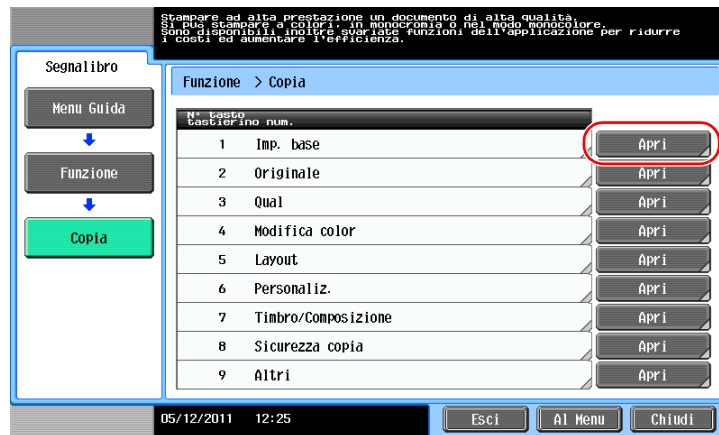 Stampare ad alta prestazione un documento di alta qualità.
Si può stampare a colori, in monocromia o nel modo monocolore.
Sono disponibili inoltre svariate funzioni dell'applicazione per ridurre
i costi ed aumentare l'efficienza.
Segnalibro
Menu Guida
Funzione
Copia
Funzione > Copia
N° tasto
tastierino num.
1 Imp. base Apri
2 Originale Apri
3 Qual Apri
4 Modifica color Apri
5 Layout Apri
6 Personaliz. Apri
7 Timbro/Composizione Apri
8 Sicurezza copia Apri
9 Altri Apri
05/12/2011 12:25
Esci
Al Menu
Chiudi